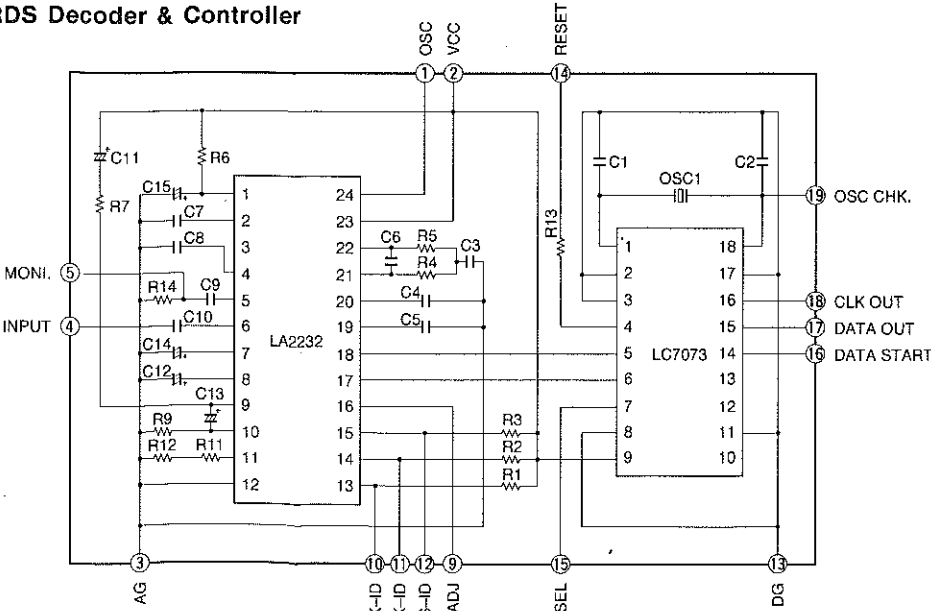 RDS Decoder & Controller
OSC
VCC
RESET
1
2
14
C11
R6
C1
C2
C15
OSC1
19 OSC CHK.
R7
C7
C8
1
2
3
4
5
6
7
8
9
10
11
12
LA2232
24
23
22
21
20
19
18
17
16
15
14
13
C6
R5
R4
C3
C4
C5
R13
MONI. 5
R14
C9
INPUT 4
C10
C14
C12
C13
R9
R12
R11
R3
R2
R1
1
2
3
4
5
6
7
8
9
LC7073
18
17
16
15
14
13
12
11
10
18 CLK OUT
17 DATA OUT
16 DATA START
3
10
11
12
9
15
13
AG
K-ID
ADJ
SEL
DG